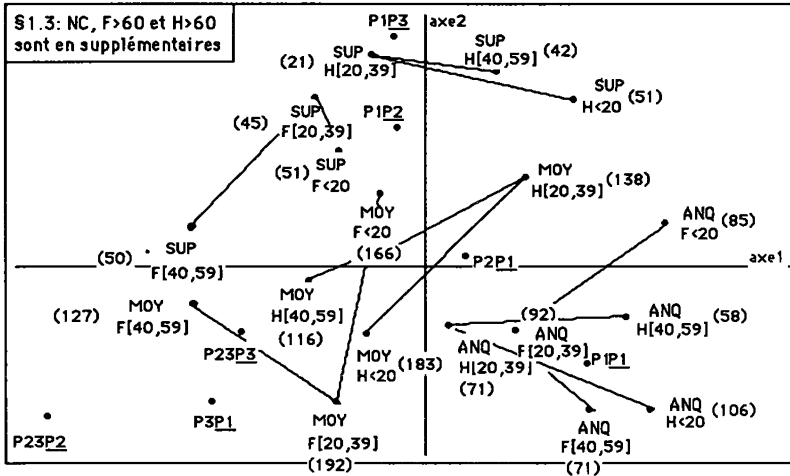 §1.3: NC, F>60 et H>60
sont en supplémentaires
P1P3
axe2
SUP
H[20,39]
(21)
SUP
H[40,59]
(42)
SUP
H<20
(51)
(45)
SUP
F[20,39]
P1P2
(51)
SUP
F<20
MOY
H[20,39]
(138)
MOY
F<20
(166)
ANQ
F<20
(85)
(50)
SUP
F[40,59]
P2P1
axe1
(127)
MOY
F[40,59]
MOY
H[40,59]
(116)
(92)
ANQ
H[40,59]
(58)
P23P3
MOY
H<20
(183)
ANQ
H[20,39]
(71)
ANQ
F[20,39]
P1P1
P23P2
P3P1
MOY
F[20,39]
(192)
ANQ
F[40,59]
(71)
ANQ
H<20
(106)